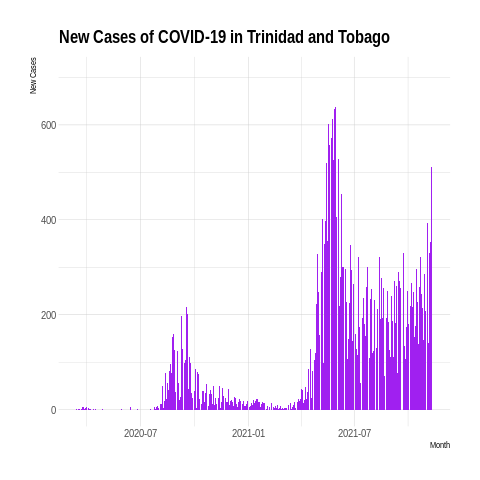 New Cases of COVID-19 in Trinidad and Tobago
New Cases
600
400
200
0
2020-07 2021-01 2021-07
Month